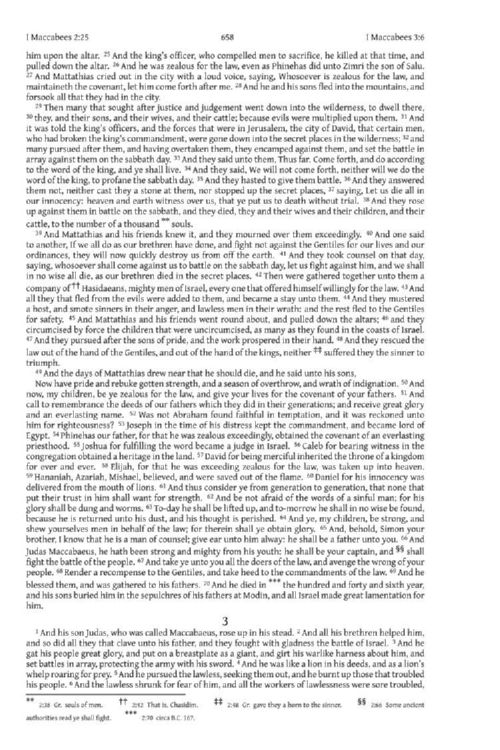 I Maccabees 2:25 658 I Maccabees 3:6
him upon the altar. 25 And the king's officer, who compelled men to sacrifice, he killed at that time, and
pulled down the altar. 26 And he was zealous for the law, even as Phinehas did unto Zimri the son of Salu.
27 And Mattathias cried out in the city with a loud voice, saying, Whosoever is zealous for the law, and
maintaineth the covenant, let him come forth after me. 28 And he and his sons fled into the mountains, and
forsook all that they had in the city.
29 Then many that sought after justice and judgement went down into the wilderness, to dwell there,
30 they, and their sons, and their wives, and their cattle; because evils were multiplied upon them. 31 And
it was told the king's officers, and the forces that were in Jerusalem, the city of David, that certain men,
who had broken the king's commandment, were gone down into the secret places in the wilderness; 32 and
many pursued after them, and having overtaken them, they encamped against them, and set the battle in
array against them on the sabbath day. 33 And they said unto them, Thus far. Come forth, and do according
to the word of the king, and ye shall live. 34 And they said, We will not come forth, neither will we do the
word of the king, to profane the sabbath day. 35 And they hasted to give them battle. 36 And they answered
them not, neither cast they a stone at them, nor stopped up the secret places, 37 saying, Let us die all in
our innocency: heaven and earth witness over us, that ye put us to death without trial. 38 And they rose
up against them in battle on the sabbath, and they died, they and their wives and their children, and their
cattle, to the number of a thousand ** souls.
39 And Mattathias and his friends knew it, and they mourned over them exceedingly. 40 And one said
to another, If we all do as our brethren have done, and fight not against the Gentiles for our lives and our
ordinances, they will now quickly destroy us from off the earth. 41 And they took counsel on that day,
saying, whosoever shall come against us to battle on the sabbath day, let us fight against him, and we shall
in no wise all die, as our brethren died in the secret places. 42 Then were gathered together unto them a
company of †† Hasidaeans, mighty men of Israel, every one that offered himself willingly for the law. 43 And
all they that fled from the evils were added to them, and became a stay unto them. 44 And they mustered
a host, and smote sinners in their anger, and lawless men in their wrath: and the rest fled to the Gentiles
for safety. 45 And Mattathias and his friends went round about, and pulled down the altars; 46 and they
circumcised by force the children that were uncircumcised, as many as they found in the coasts of Israel.
47 And they pursued after the sons of pride, and the work prospered in their hand. 48 And they rescued the
law out of the hand of the Gentiles, and out of the hand of the kings, neither ‡‡ suffered they the sinner to
triumph.
49 And the days of Mattathias drew near that he should die, and he said unto his sons,
Now have pride and rebuke gotten strength, and a season of overthrow, and wrath of indignation. 50 And
now, my children, be ye zealous for the law, and give your lives for the covenant of your fathers. 51 And
call to remembrance the deeds of our fathers which they did in their generations; and receive great glory
and an everlasting name. 52 Was not Abraham found faithful in temptation, and it was reckoned unto
him for righteousness? 53 Joseph in the time of his distress kept the commandment, and became lord of
Egypt. 54 Phinehas our father, for that he was zealous exceedingly, obtained the covenant of an everlasting
priesthood. 55 Joshua for fulfilling the word became a judge in Israel. 56 Caleb for bearing witness in the
congregation obtained a heritage in the land. 57 David for being merciful inherited the throne of a kingdom
for ever and ever. 58 Elijah, for that he was exceeding zealous for the law, was taken up into heaven.
59 Hananiah, Azariah, Mishael, believed, and were saved out of the flame. 60 Daniel for his innocency was
delivered from the mouth of lions. 61 And thus consider ye from generation to generation, that none that
put their trust in him shall want for strength. 62 And be not afraid of the words of a sinful man; for his
glory shall be dung and worms. 63 To-day he shall be lifted up, and to-morrow he shall in no wise be found,
because he is returned unto his dust, and his thought is perished. 64 And ye, my children, be strong, and
shew yourselves men in behalf of the law; for therein shall ye obtain glory. 65 And, behold, Simon your
brother, I know that he is a man of counsel; give ear unto him alway: he shall be a father unto you. 66 And
Judas Maccabaeus, he hath been strong and mighty from his youth: he shall be your captain, and §§ shall
fight the battle of the people. 67 And take ye unto you all the doers of the law, and avenge the wrong of your
people. 68 Render a recompense to the Gentiles, and take heed to the commandments of the law. 69 And he
blessed them, and was gathered to his fathers. 70 And he died in *** the hundred and forty and sixth year,
and his sons buried him in the sepulchres of his fathers at Modin, and all Israel made great lamentation for
him.
3
1 And his son Judas, who was called Maccabaeus, rose up in his stead. 2 And all his brethren helped him,
and so did all they that clave unto his father, and they fought with gladness the battle of Israel. 3 And he
gat his people great glory, and put on a breastplate as a giant, and girt his warlike harness about him, and
set battles in array, protecting the army with his sword. 4 And he was like a lion in his deeds, and as a lion's
whelp roaring for prey. 5 And he pursued the lawless, seeking them out, and he burnt up those that troubled
his people. 6 And the lawless shrunk for fear of him, and all the workers of lawlessness were sore troubled,
** 2:38 Gr. souls of men. †† 2:42 That is, Chasidim. ‡‡ 2:48 Gr. gave they a horn to the sinner. §§ 2:66 Some ancient
authorities read ye shall fight. *** 2:70 circa B.C. 167.